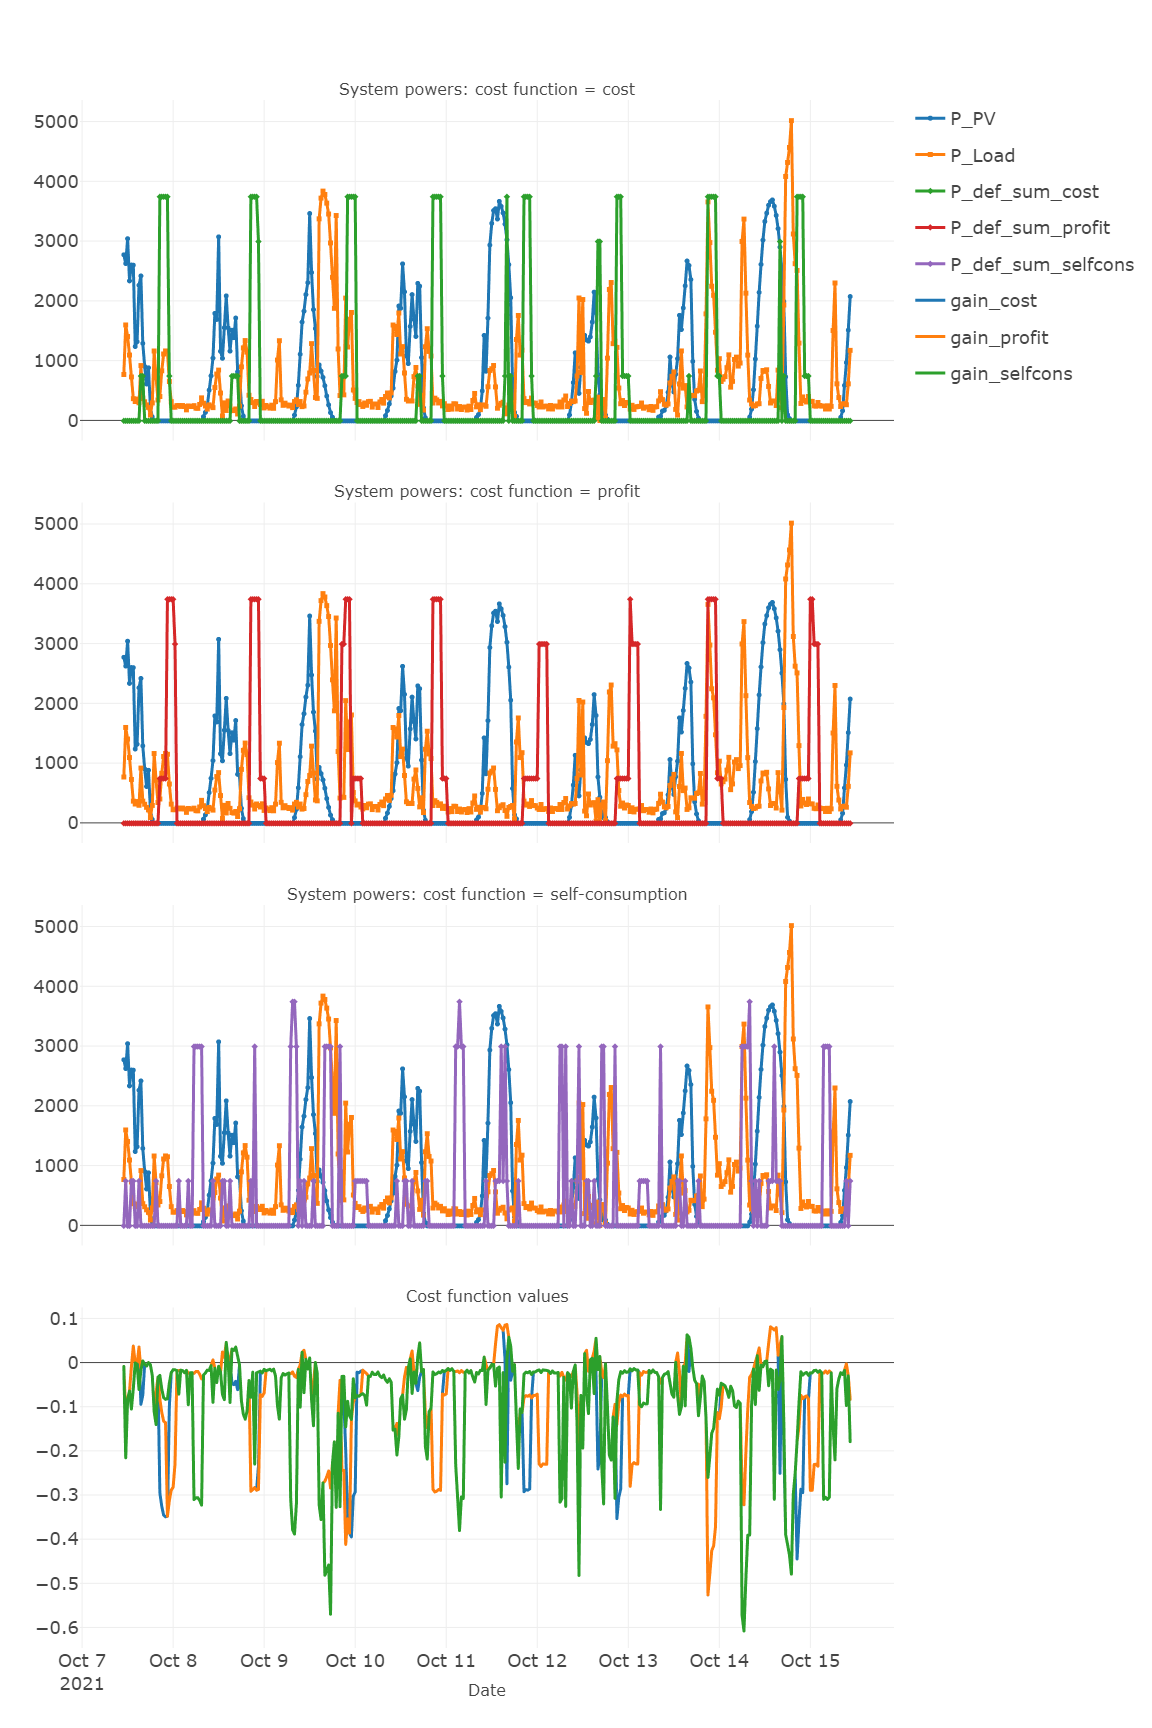 System powers: cost function = cost
5000
4000
3000
2000
1000
0
P_PV
P_Load
P_def_sum_cost
P_def_sum_profit
P_def_sum_selfcons
gain_cost
gain_profit
gain_selfcons
System powers: cost function = profit
5000
4000
3000
2000
1000
0
System powers: cost function = self-consumption
5000
4000
3000
2000
1000
0
Cost function values
0.1
0
−0.1
−0.2
−0.3
−0.4
−0.5
−0.6
Oct 7 Oct 8 Oct 9 Oct 10 Oct 11 Oct 12 Oct 13 Oct 14 Oct 15
2021
Date